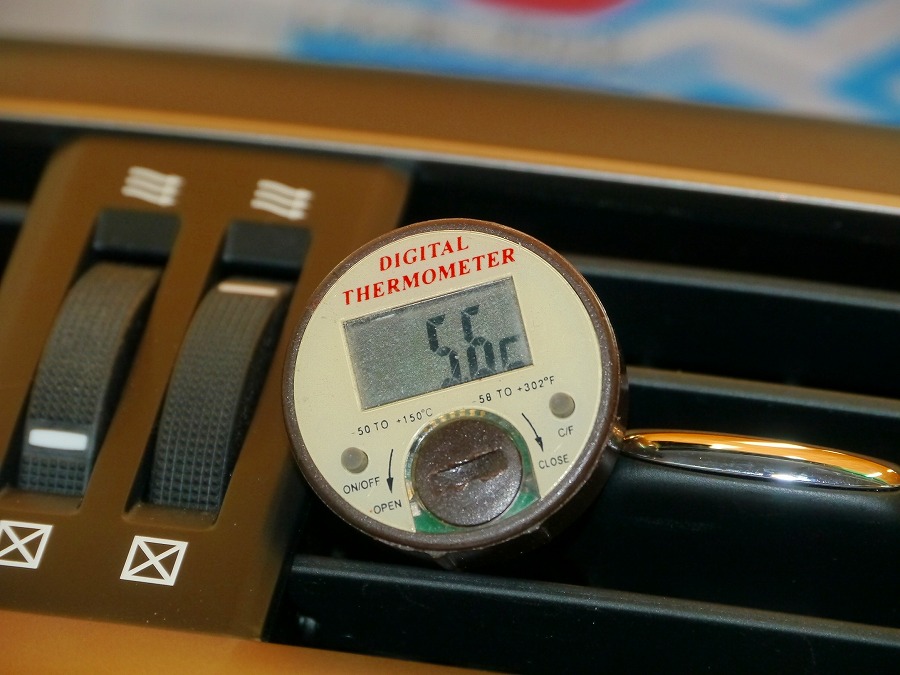 DIGITAL
THERMOMETER
5.6c
-50 TO +150°C
-58 TO +302°F
ON/OFF
OPEN
CLOSE
C/F